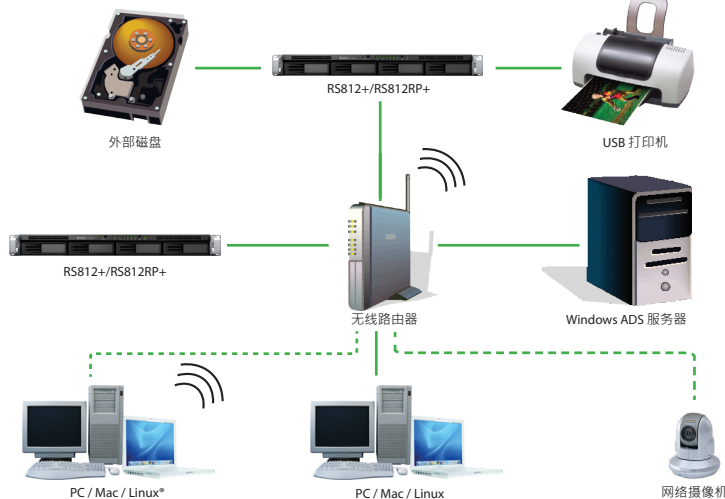 RS812+/RS812RP+
外部磁盘
USB 打印机
RS812+/RS812RP+
无线路由器
Windows ADS 服务器
PC / Mac / Linux®
PC / Mac / Linux
网络摄像机